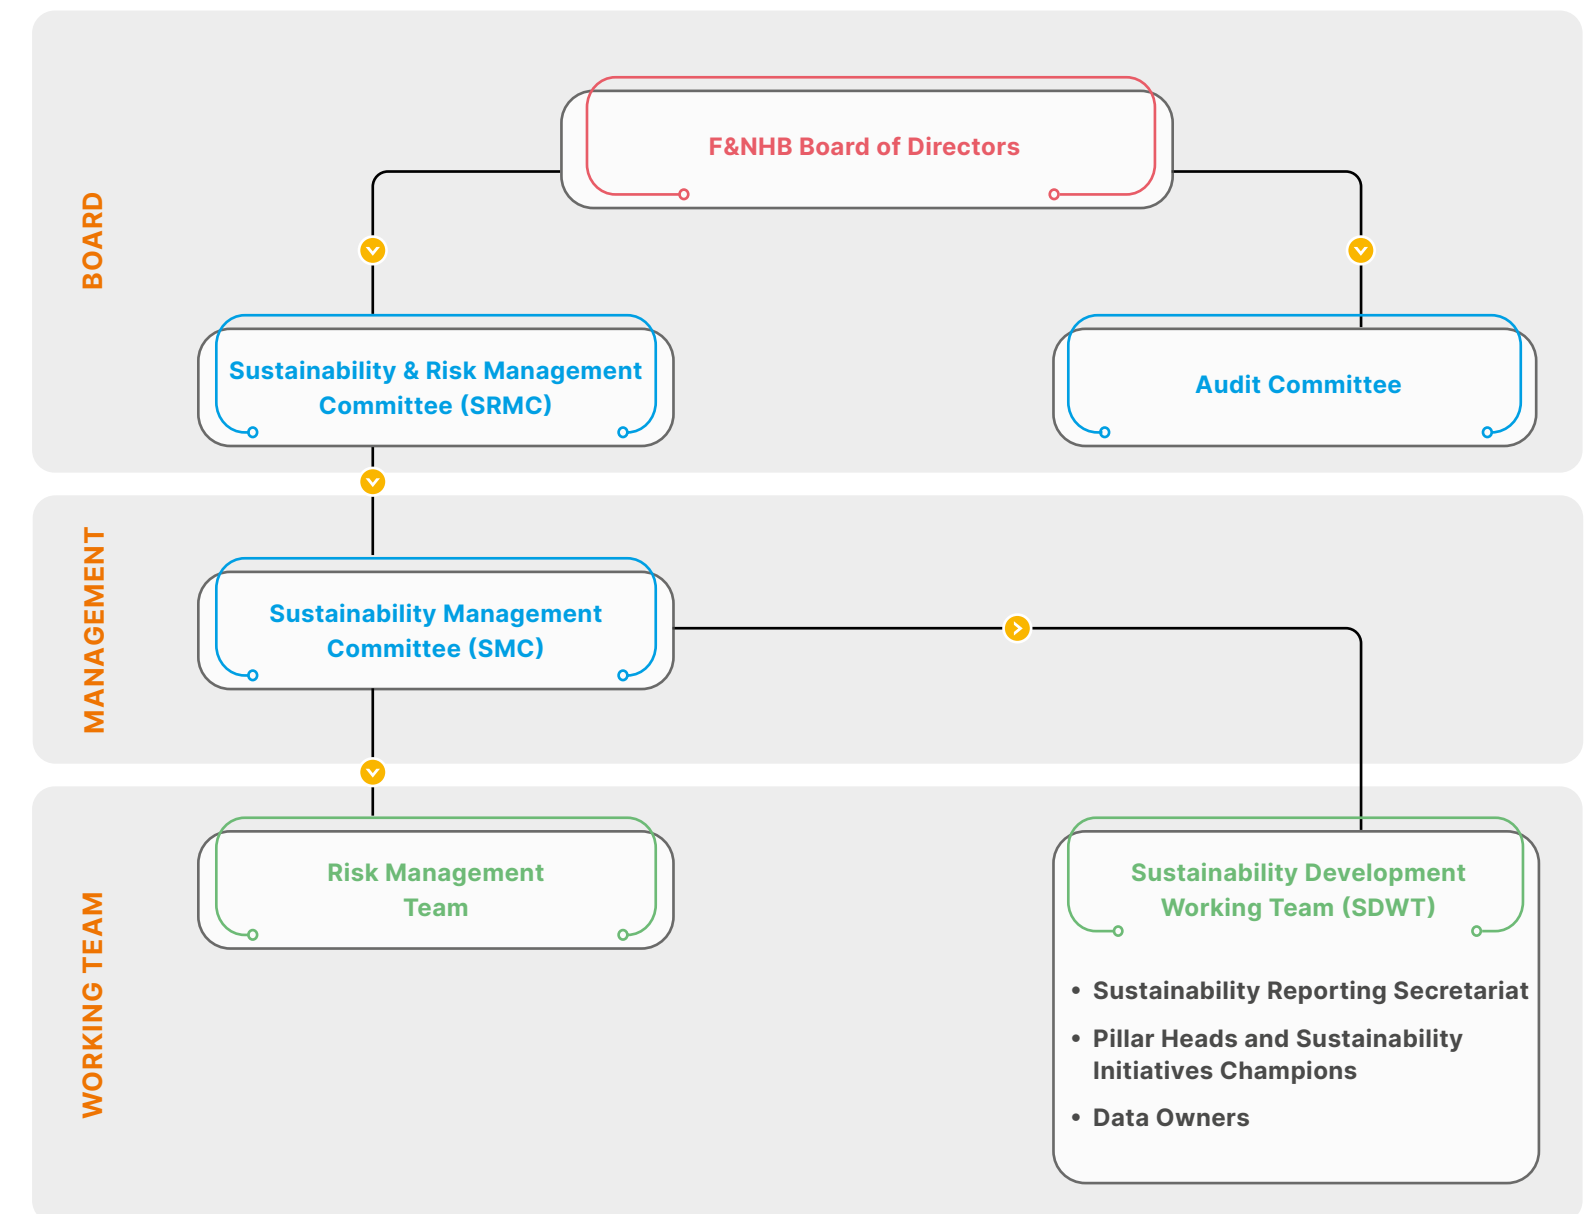 BOARD
F&NHB Board of Directors
Sustainability & Risk Management
Committee (SRMC)
Audit Committee
MANAGEMENT
Sustainability Management
Committee (SMC)
WORKING TEAM
Risk Management
Team
Sustainability Development
Working Team (SDWT)
• Sustainability Reporting Secretariat
• Pillar Heads and Sustainability
Initiatives Champions
• Data Owners